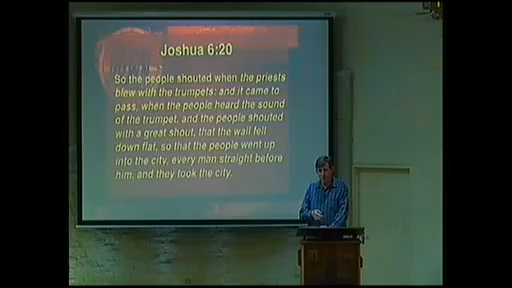 Joshua 6:20
So the people shouted when the priests
blew with the trumpets: and it came to
pass, when the people heard the sound
of the trumpet, and the people shouted
with a great shout, that the wall fell
down flat, so that the people went up
into the city, every man straight before
him, and they took the city.